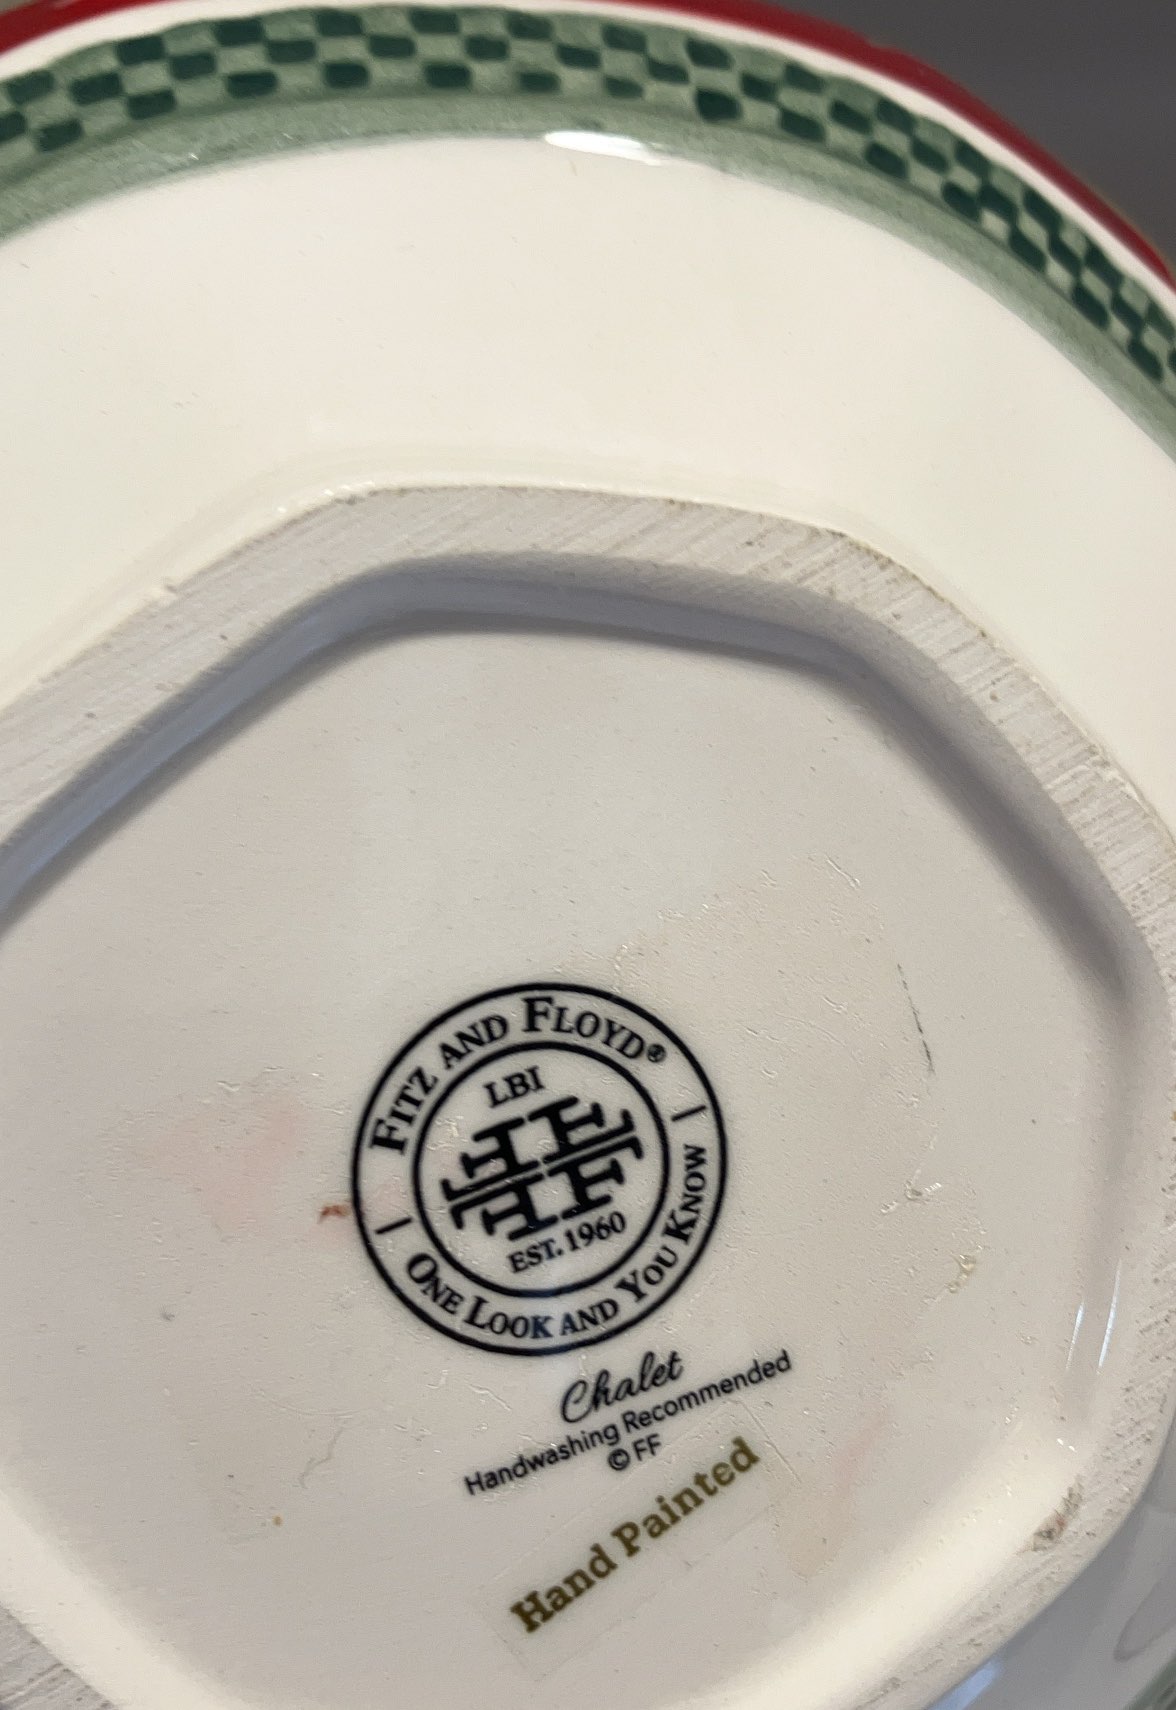 FITZ AND FLOYD®
LBI
EST. 1960
ONE LOOK AND YOU KNOW
Chalet
Handwashing Recommended
© FF
Hand Painted